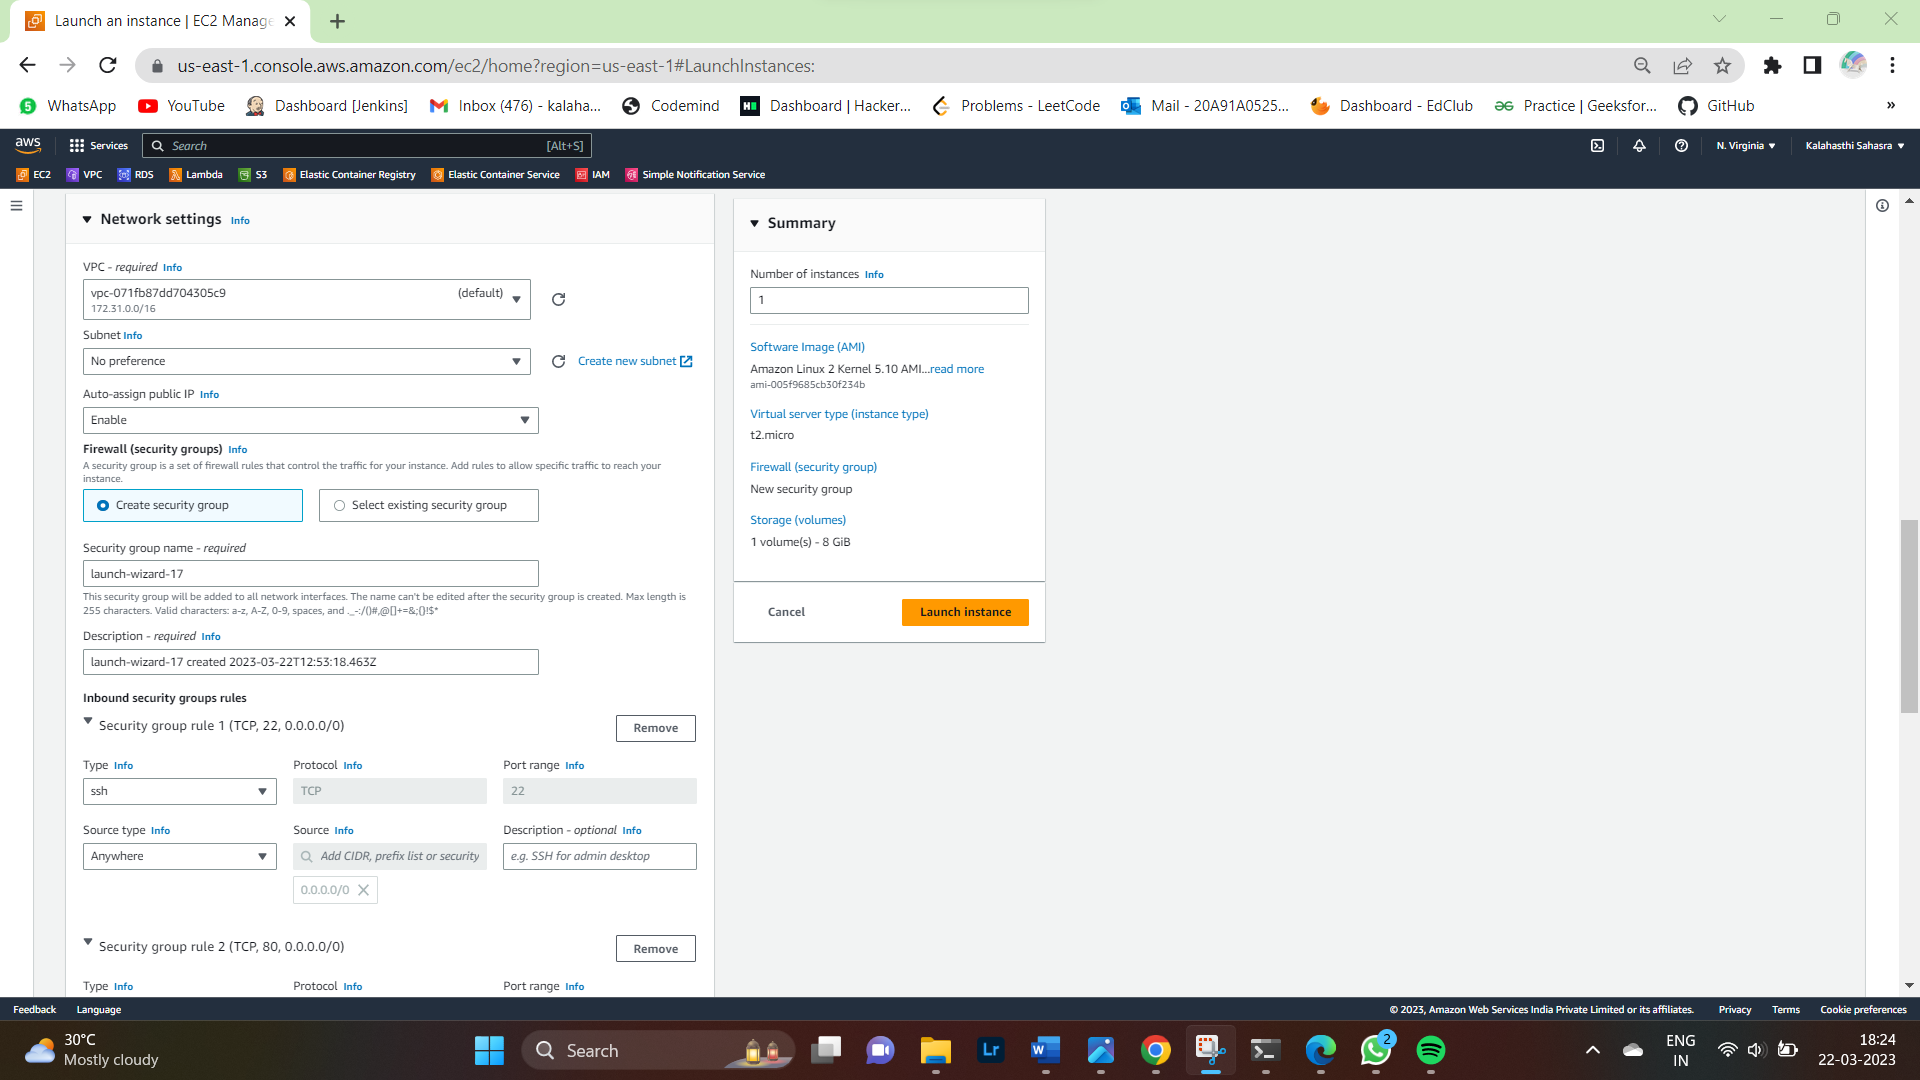 Launch an instance | EC2 Manage
us-east-1.console.aws.amazon.com/ec2/home?region=us-east-1#LaunchInstances:
WhatsApp YouTube Dashboard [Jenkins] Inbox (476) - kalaha... Codemind Dashboard | Hacker... Problems - LeetCode Mail - 20A91A0525... Dashboard - EdClub Practice | Geeksfor... GitHub »
aws Services Search [Alt+S] N. Virginia Kalahasthi Sahasra
EC2 VPC RDS Lambda S3 Elastic Container Registry Elastic Container Service IAM Simple Notification Service
Network settings Info
VPC - required Info
vpc-071fb87dd704305c9 (default)
172.31.0.0/16
Subnet Info
No preference
Create new subnet
Auto-assign public IP Info
Enable
Firewall (security groups) Info
A security group is a set of firewall rules that control the traffic for your instance. Add rules to allow specific traffic to reach your
instance.
Create security group
Select existing security group
Security group name - required
launch-wizard-17
This security group will be added to all network interfaces. The name can't be edited after the security group is created. Max length is
255 characters. Valid characters: a-z, A-Z, 0-9, spaces, and ._-:/()#,@[]+=&;{}!$*
Description - required Info
launch-wizard-17 created 2023-03-22T12:53:18.463Z
Inbound security groups rules
Security group rule 1 (TCP, 22, 0.0.0.0/0)
Remove
Type Info Protocol Info Port range Info
ssh TCP 22
Source type Info Source Info Description - optional Info
Anywhere Add CIDR, prefix list or security e.g. SSH for admin desktop
0.0.0.0/0
Security group rule 2 (TCP, 80, 0.0.0.0/0)
Remove
Type Info Protocol Info Port range Info
Summary
Number of instances Info
1
Software Image (AMI)
Amazon Linux 2 Kernel 5.10 AMI...read more
ami-005f9685cb30f234b
Virtual server type (instance type)
t2.micro
Firewall (security group)
New security group
Storage (volumes)
1 volume(s) - 8 GiB
Cancel Launch instance
Feedback Language © 2023, Amazon Web Services India Private Limited or its affiliates. Privacy Terms Cookie preferences
30°C
Mostly cloudy
Search
Lr
2
ENG
IN
18:24
22-03-2023